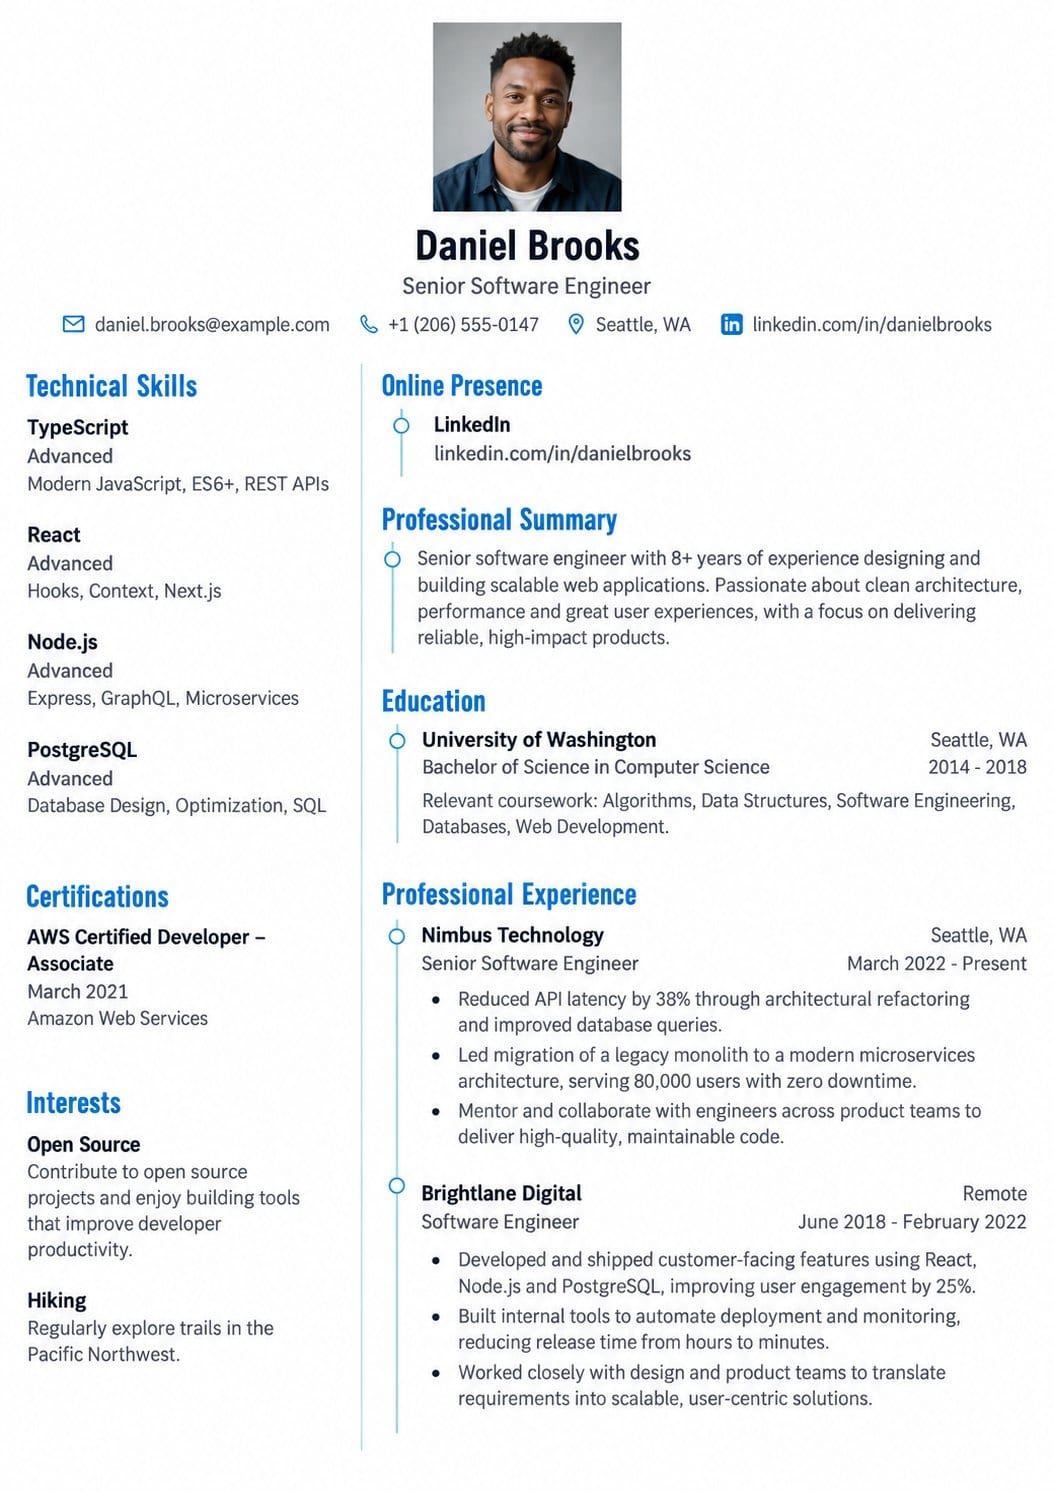 Daniel Brooks
Senior Software Engineer
daniel.brooks@example.com +1 (206) 555-0147 Seattle, WA linkedin.com/in/danielbrooks
Technical Skills
TypeScript
Advanced
Modern JavaScript, ES6+, REST APIs
React
Advanced
Hooks, Context, Next.js
Node.js
Advanced
Express, GraphQL, Microservices
PostgreSQL
Advanced
Database Design, Optimization, SQL
Certifications
AWS Certified Developer –
Associate
March 2021
Amazon Web Services
Interests
Open Source
Contribute to open source
projects and enjoy building tools
that improve developer
productivity.
Hiking
Regularly explore trails in the
Pacific Northwest.
Online Presence
LinkedIn
linkedin.com/in/danielbrooks
Professional Summary
Senior software engineer with 8+ years of experience designing and
building scalable web applications. Passionate about clean architecture,
performance and great user experiences, with a focus on delivering
reliable, high-impact products.
Education
University of Washington Seattle, WA
Bachelor of Science in Computer Science 2014 - 2018
Relevant coursework: Algorithms, Data Structures, Software Engineering,
Databases, Web Development.
Professional Experience
Nimbus Technology Seattle, WA
Senior Software Engineer March 2022 - Present
• Reduced API latency by 38% through architectural refactoring
and improved database queries.
• Led migration of a legacy monolith to a modern microservices
architecture, serving 80,000 users with zero downtime.
• Mentor and collaborate with engineers across product teams to
deliver high-quality, maintainable code.
Brightlane Digital Remote
Software Engineer June 2018 - February 2022
• Developed and shipped customer-facing features using React,
Node.js and PostgreSQL, improving user engagement by 25%.
• Built internal tools to automate deployment and monitoring,
reducing release time from hours to minutes.
• Worked closely with design and product teams to translate
requirements into scalable, user-centric solutions.